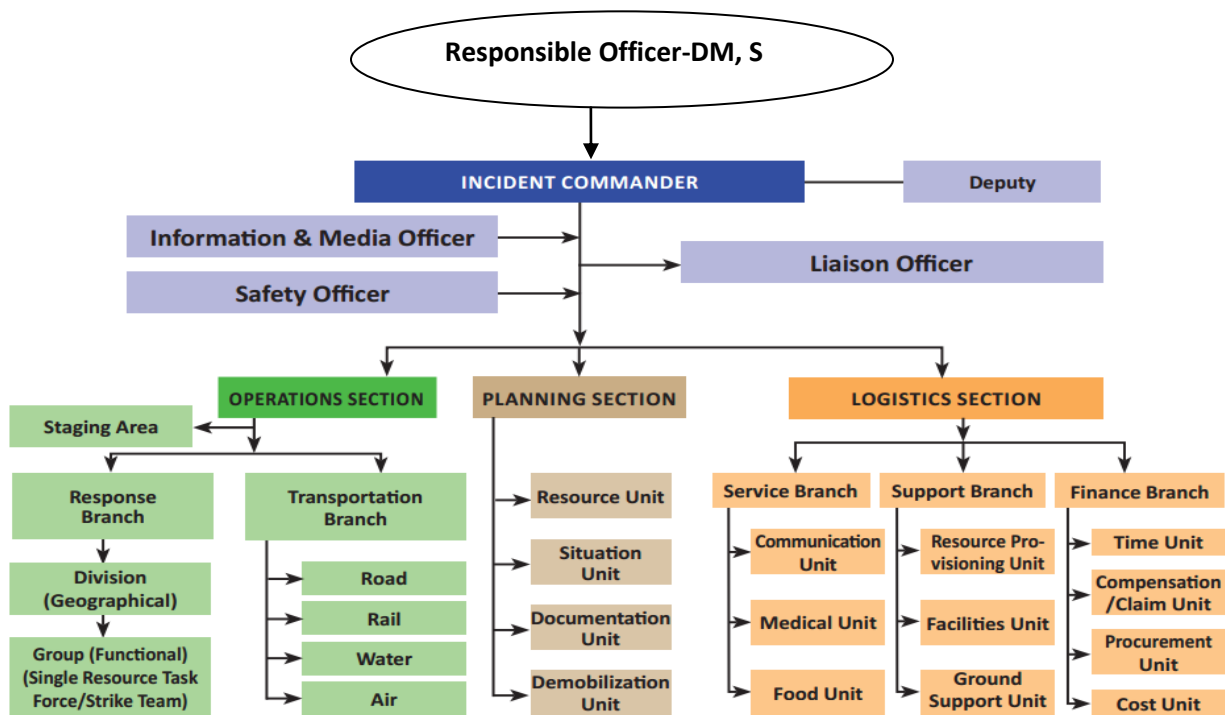 Responsible Officer-DM, S
INCIDENT COMMANDER
Deputy
Information & Media Officer
Liaison Officer
Safety Officer
OPERATIONS SECTION
PLANNING SECTION
LOGISTICS SECTION
Staging Area
Response
Branch
Transportation
Branch
Division
(Geographical)
Group (Functional)
(Single Resource Task
Force/Strike Team)
Road
Rail
Water
Air
Resource Unit
Situation
Unit
Documentation
Unit
Demobilization Unit
Service Branch
Support Branch
Finance Branch
Communication
Unit
Medical Unit
Food Unit
Resource Pro-
visioning Unit
Facilities Unit
Ground
Support Unit
Time Unit
Compensation
/Claim Unit
Procurement
Unit
Cost Unit